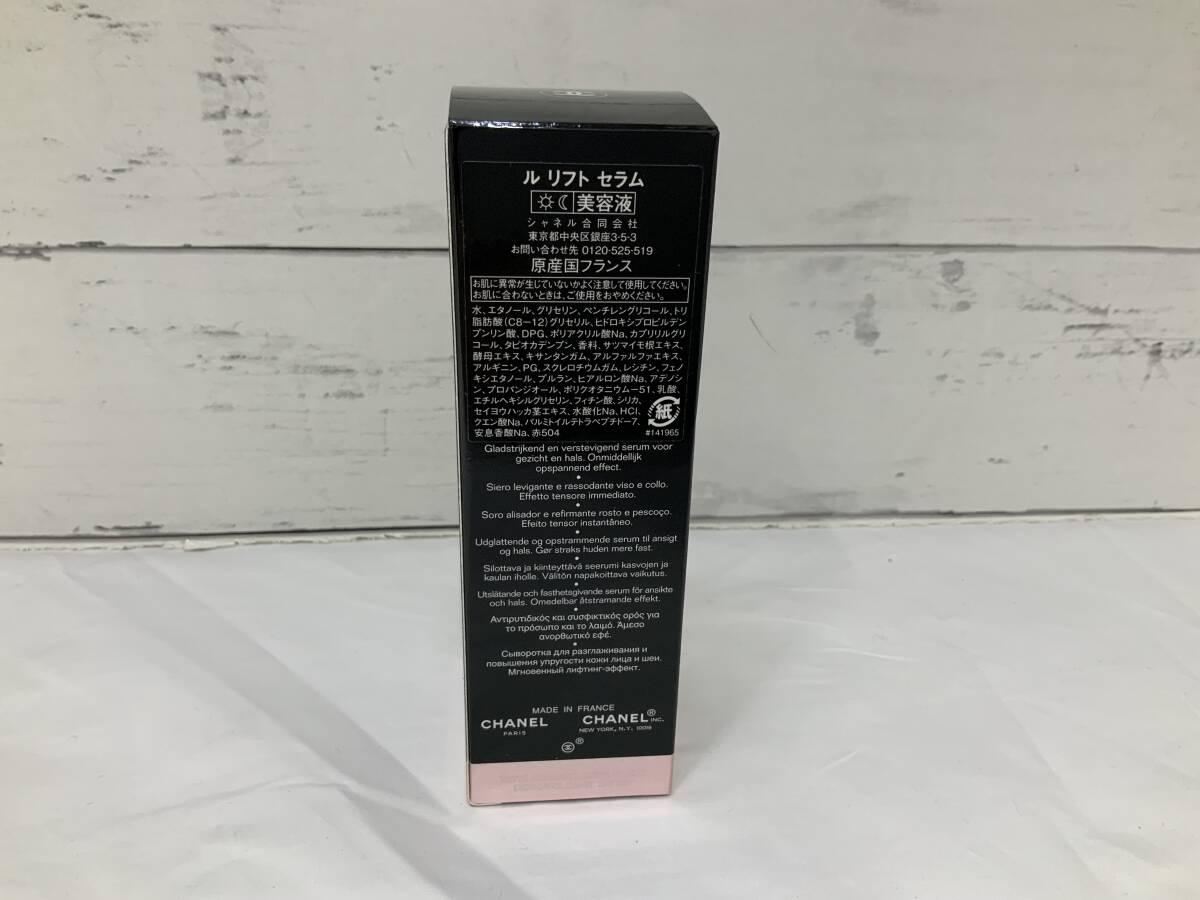 ル リフト セラム
美容液
シャネル合同会社
東京都中央区銀座3-5-3
お問い合わせ先 0120-525-519
原産国フランス
お肌に異常が生じていないかよく注意して使用してください。
お肌に合わないときは、ご使用をおやめください。
水、エタノール、グリセリン、ペンチレングリコール、トリ
脂肪酸(C8-12)グリセリル、ヒドロキシプロピルデン
プンリン酸、DPG、ポリアクリル酸Na、カプリリルグリ
コール、タピオカデンプン、香料、サツマイモ根エキス、
酵母エキス、キサンタンガム、アルファルファエキス、
アルギニン、PG、スクレロチウムガム、レシチン、フェノ
キシエタノール、プルラン、ヒアルロン酸Na、アデノシ
ン、プロパンジオール、ポリクオタニウム-51、乳酸、
エチルヘキシルグリセリン、フィチン酸、シリカ、
セイヨウハッカ茎エキス、水酸化Na、HCl、
クエン酸Na、パルミトイルテトラペプチド-7、
安息香酸Na、赤504
紙
#141965
Gladstrijkend en verstevigend serum voor
gezicht en hals. Onmiddellijk
opspannend effect.
•
Siero levigante e rassodante viso e collo.
Effetto tensore immediato.
•
Soro alisador e refirmante rosto e pescoço.
Efeito tensor instantâneo.
•
Udglattende og opstrammende serum til ansigt
og hals. Gør straks huden mere fast.
•
Silottava ja kiinteyttävä seerumi kasvojen ja
kaulan iholle. Välitön napakoittava vaikutus.
•
Utslätande och fasthetsgivande serum för ansikte
och hals. Omedelbar åtstramande effekt.
•
Αντιρυτιδικός και συσφικτικός ορός για
το πρόσωπο και το λαιμό. Άμεσο
ανορθωτικό εφέ.
•
Сыворотка для разглаживания и
повышения упругости кожи лица и шеи.
Мгновенный лифтинг-эффект.
MADE IN FRANCE
CHANEL CHANEL® INC.
PARIS NEW YORK, N.Y. 10019
®